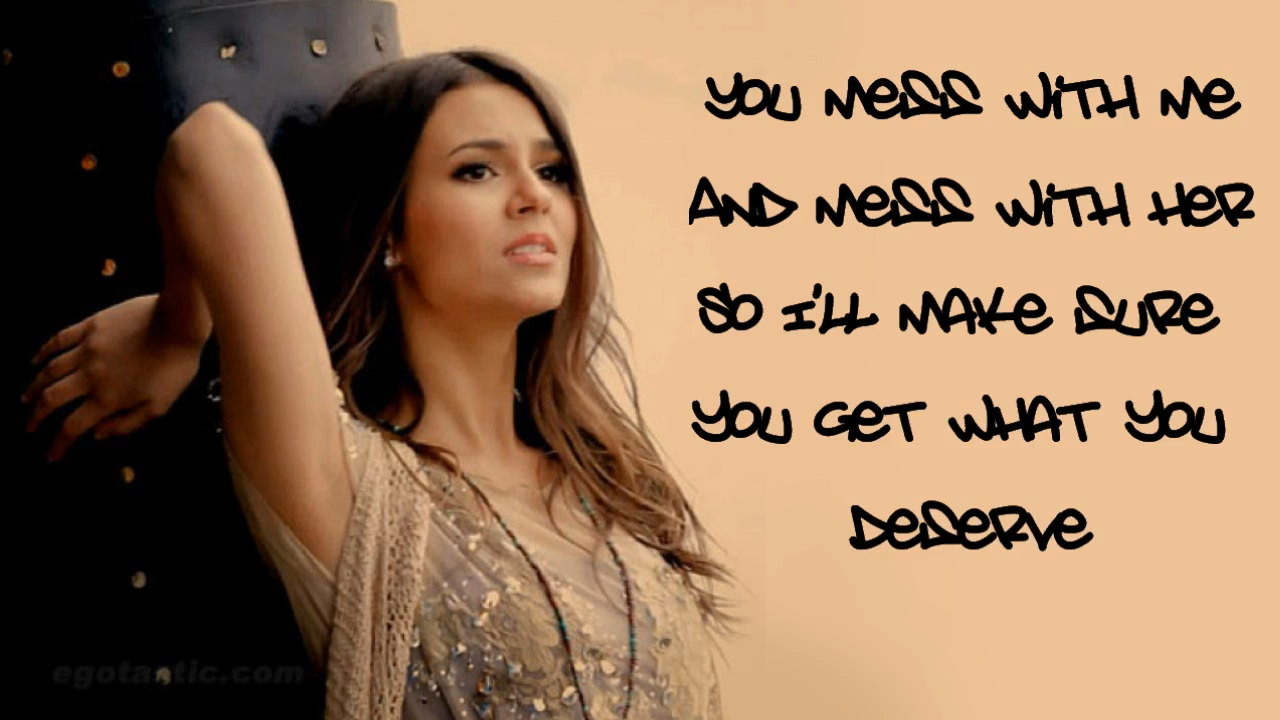 You mess with me
and mess with her
so I'll make sure
you get what you
deserve
egotastic.com